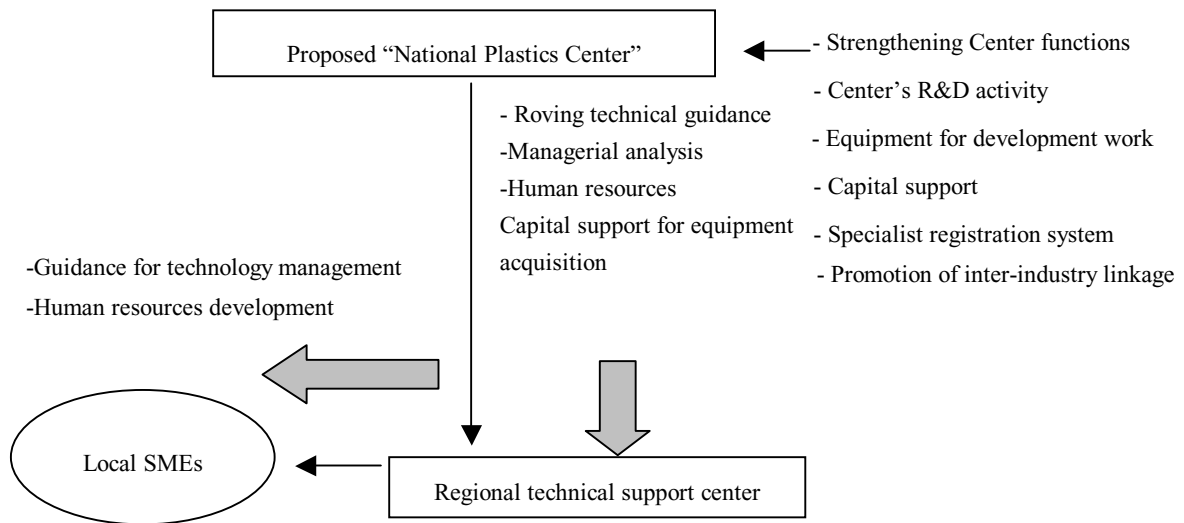 Proposed “National Plastics Center”
- Strengthening Center functions
- Center’s R&D activity
- Equipment for development work
- Capital support
- Specialist registration system
- Promotion of inter-industry linkage
- Roving technical guidance
-Managerial analysis
-Human resources
Capital support for equipment
acquisition
-Guidance for technology management
-Human resources development
Local SMEs
Regional technical support center